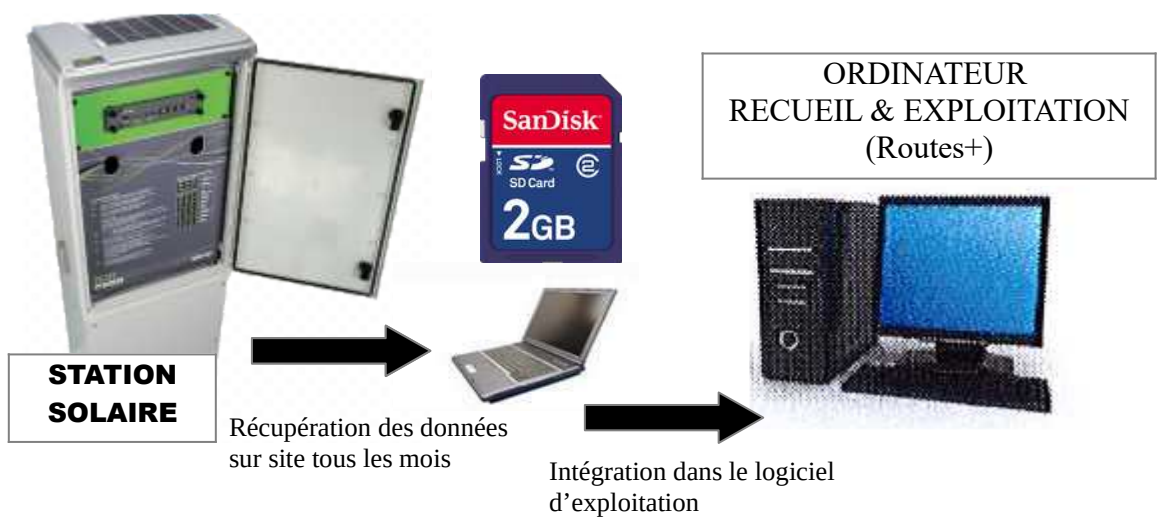 STATION
SOLAIRE
Récupération des données
sur site tous les mois
SanDisk
LOCK
SD Card
2GB
Intégration dans le logiciel
d’exploitation
ORDINATEUR
RECUEIL & EXPLOITATION
(Routes+)